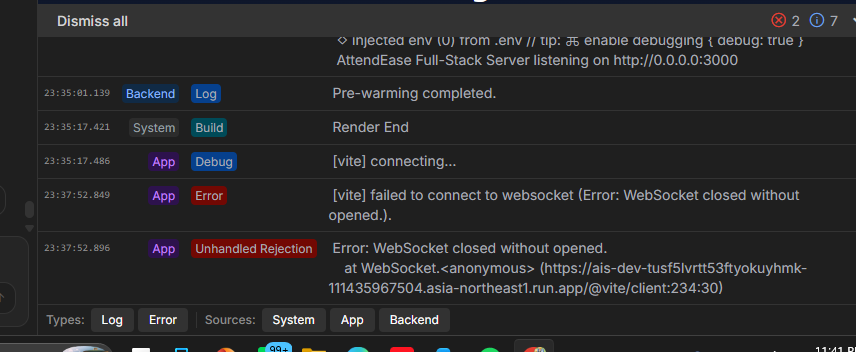 Dismiss all 2 7
injected env (0) from .env // tip: ⌘ enable debugging { debug: true }
AttendEase Full-Stack Server listening on http://0.0.0.0:3000
23:35:01.139 Backend Log Pre-warming completed.
23:35:17.421 System Build Render End
23:35:17.486 App Debug [vite] connecting...
23:37:52.849 App Error [vite] failed to connect to websocket (Error: WebSocket closed without
opened.).
23:37:52.896 App Unhandled Rejection Error: WebSocket closed without opened.
at WebSocket.<anonymous> (https://ais-dev-tusf5lvrtt53ftyokuyhmk-
111435967504.asia-northeast1.run.app/@vite/client:234:30)
Types: Log Error Sources: System App Backend
99+